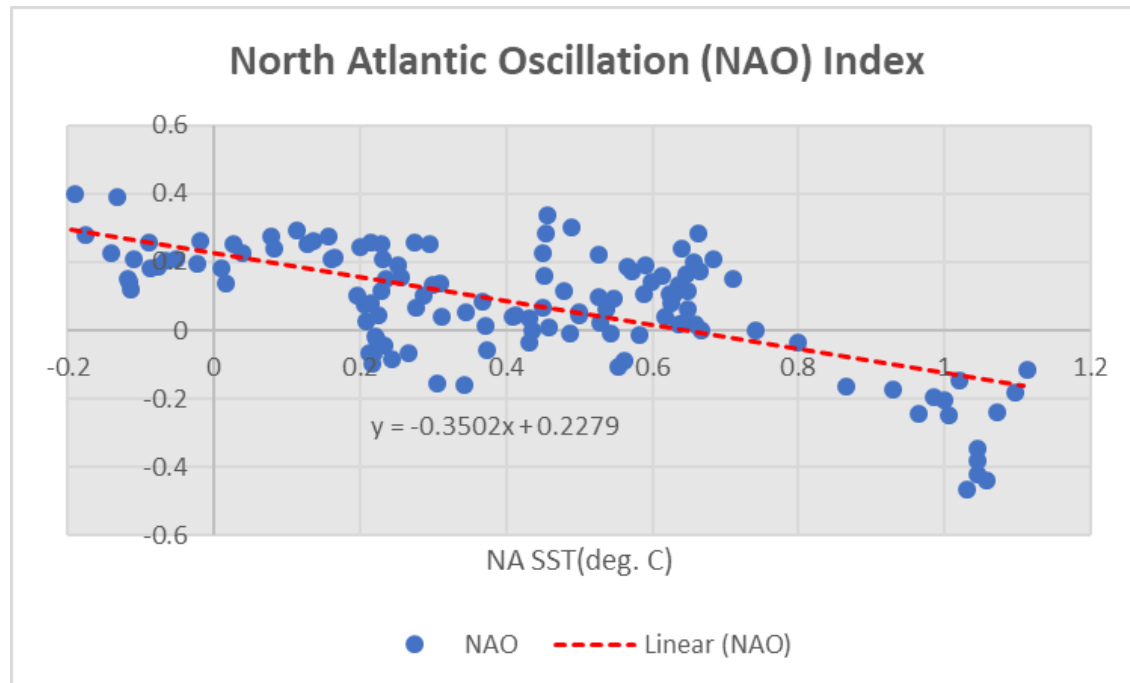 North Atlantic Oscillation (NAO) Index
0.6
0.4
0.2
0
-0.2 0 0.2 0.4 0.6 0.8 1 1.2
-0.2
y = -0.3502x + 0.2279
-0.4
-0.6
NA SST(deg. C)
NAO Linear (NAO)